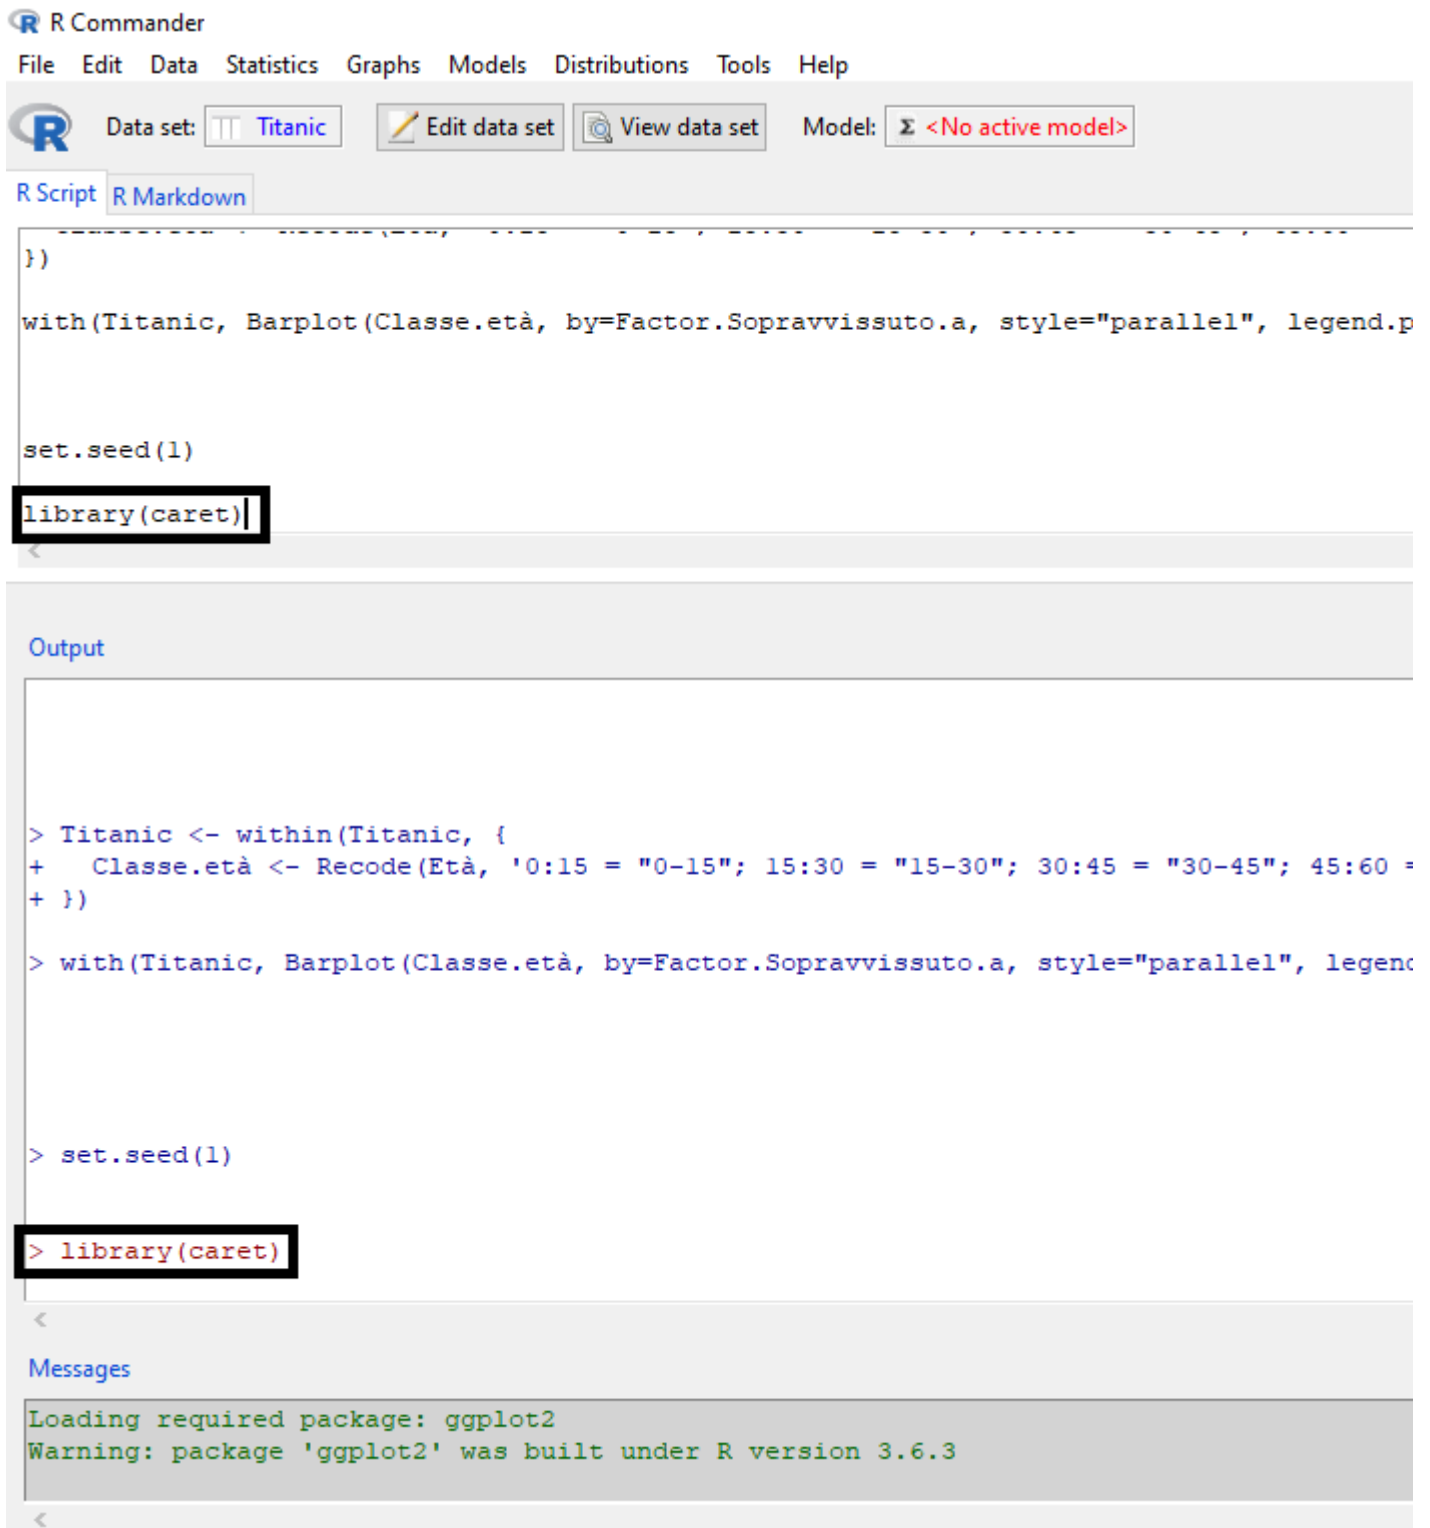 R Commander
File Edit Data Statistics Graphs Models Distributions Tools Help
R Data set: Titanic Edit data set View data set Model: Σ <No active model>
R Script R Markdown
})
with(Titanic, Barplot(Classe.età, by=Factor.Sopravvissuto.a, style="parallel", legend.p
set.seed(1)
library(caret)
Output
> Titanic <- within(Titanic, {
+   Classe.età <- Recode(Età, '0:15 = "0-15"; 15:30 = "15-30"; 30:45 = "30-45"; 45:60 =
+ })
> with(Titanic, Barplot(Classe.età, by=Factor.Sopravvissuto.a, style="parallel", legend
> set.seed(1)
> library(caret)
Messages
Loading required package: ggplot2
Warning: package 'ggplot2' was built under R version 3.6.3